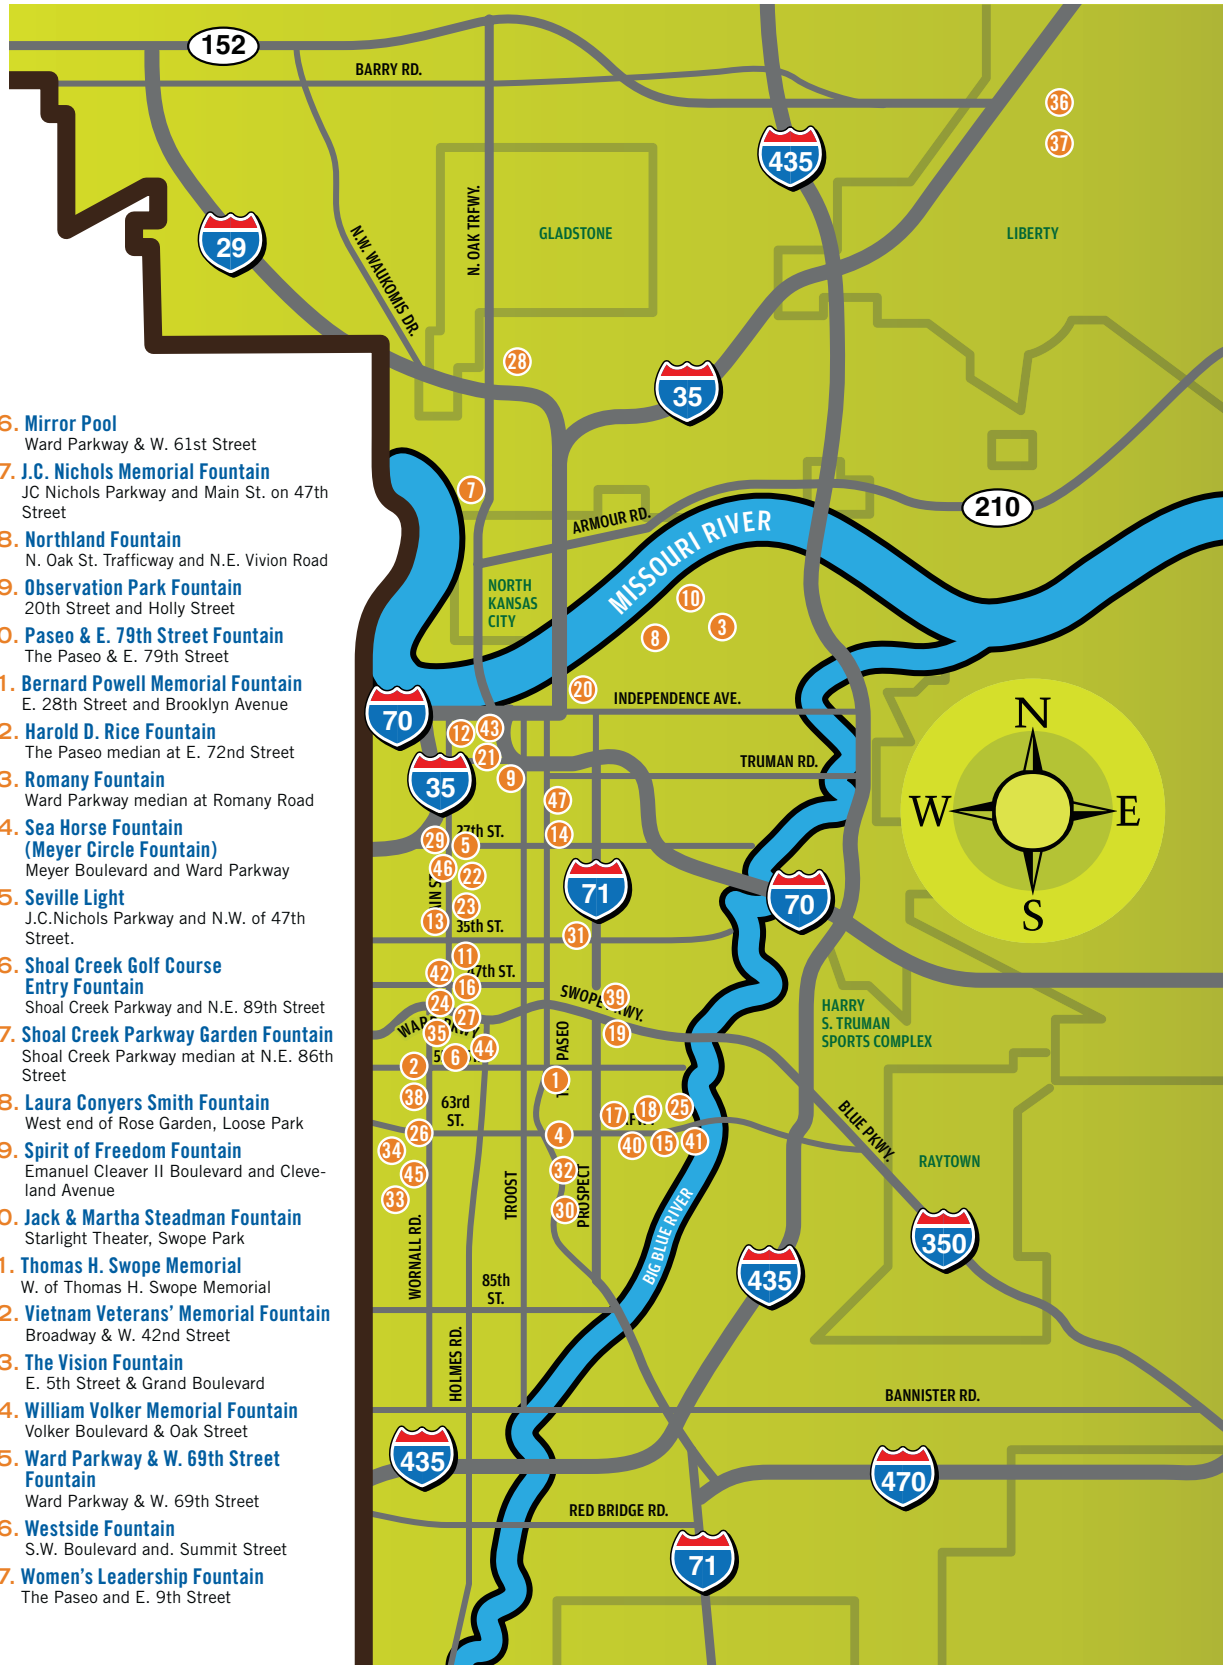 6. Mirror Pool
Ward Parkway & W. 61st Street
7. J.C. Nichols Memorial Fountain
JC Nichols Parkway and Main St. on 47th
Street
8. Northland Fountain
N. Oak St. Trafficway and N.E. Vivion Road
9. Observation Park Fountain
20th Street and Holly Street
0. Paseo & E. 79th Street Fountain
The Paseo & E. 79th Street
1. Bernard Powell Memorial Fountain
E. 28th Street and Brooklyn Avenue
2. Harold D. Rice Fountain
The Paseo median at E. 72nd Street
3. Romany Fountain
Ward Parkway median at Romany Road
4. Sea Horse Fountain
(Meyer Circle Fountain)
Meyer Boulevard and Ward Parkway
5. Seville Light
J.C.Nichols Parkway and N.W. of 47th
Street.
6. Shoal Creek Golf Course
Entry Fountain
Shoal Creek Parkway and N.E. 89th Street
7. Shoal Creek Parkway Garden Fountain
Shoal Creek Parkway median at N.E. 86th
Street
8. Laura Conyers Smith Fountain
West end of Rose Garden, Loose Park
9. Spirit of Freedom Fountain
Emanuel Cleaver II Boulevard and Cleve-
land Avenue
0. Jack & Martha Steadman Fountain
Starlight Theater, Swope Park
1. Thomas H. Swope Memorial
W. of Thomas H. Swope Memorial
2. Vietnam Veterans' Memorial Fountain
Broadway & W. 42nd Street
3. The Vision Fountain
E. 5th Street & Grand Boulevard
4. William Volker Memorial Fountain
Volker Boulevard & Oak Street
5. Ward Parkway & W. 69th Street
Fountain
Ward Parkway & W. 69th Street
6. Westside Fountain
S.W. Boulevard and. Summit Street
7. Women's Leadership Fountain
The Paseo and E. 9th Street
152
BARRY RD.
36
37
435
29
N.W. WAUKOMIS DR.
N. OAK TRFWY.
GLADSTONE
LIBERTY
28
35
7
ARMOUR RD.
210
MISSOURI RIVER
NORTH
KANSAS
CITY
10
3
8
20
INDEPENDENCE AVE.
70
12
43
21
9
TRUMAN RD.
35
47
14
N
W
E
S
29
27th ST.
5
46
22
71
70
23
13
35th ST.
31
11
42
47th ST.
16
39
SWOPE PKWY.
24
27
WARD PKWY.
35
44
6
19
HARRY
S. TRUMAN
SPORTS COMPLEX
2
PASEO
1
38
63rd
ST.
17
18
25
26
4
40
15
41
BLUE PKWY.
RAYTOWN
34
45
32
33
30
PROSPECT
TROOST
WORNALL RD.
BIG BLUE RIVER
350
435
85th
ST.
HOLMES RD.
BANNISTER RD.
435
470
RED BRIDGE RD.
71